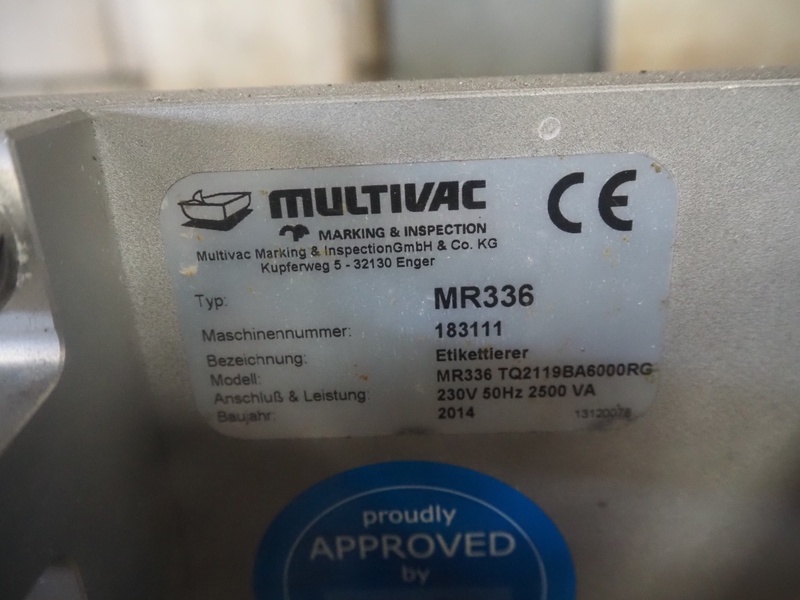 MULTIVAC
MARKING & INSPECTION
Multivac Marking & InspectionGmbH & Co. KG
Kupferweg 5 - 32130 Enger
CE
Typ: MR336
Maschinennummer: 183111
Bezeichnung: Etikettierer
Modell: MR336 TQ2119BA6000RG
Anschluß & Leistung: 230V 50Hz 2500 VA
Baujahr: 2014
13120078
proudly
APPROVED
by